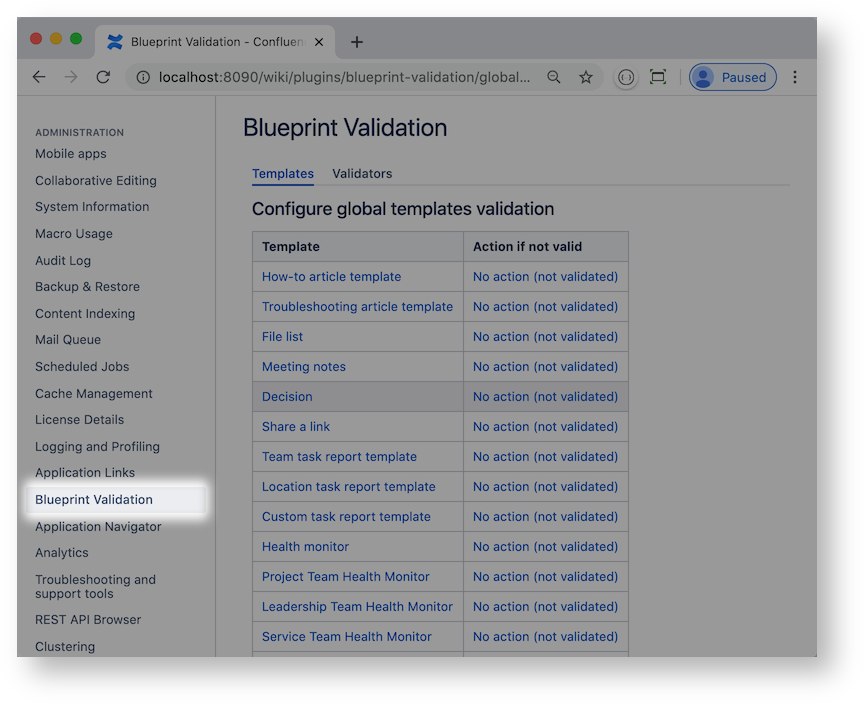 Blueprint Validation - Confluen
localhost:8090/wiki/plugins/blueprint-validation/global...
Paused
ADMINISTRATION
Mobile apps
Collaborative Editing
System Information
Macro Usage
Audit Log
Backup & Restore
Content Indexing
Mail Queue
Scheduled Jobs
Cache Management
License Details
Logging and Profiling
Application Links
Blueprint Validation
Application Navigator
Analytics
Troubleshooting and
support tools
REST API Browser
Clustering
Blueprint Validation
Templates Validators
Configure global templates validation
Template Action if not valid
How-to article template No action (not validated)
Troubleshooting article template No action (not validated)
File list No action (not validated)
Meeting notes No action (not validated)
Decision No action (not validated)
Share a link No action (not validated)
Team task report template No action (not validated)
Location task report template No action (not validated)
Custom task report template No action (not validated)
Health monitor No action (not validated)
Project Team Health Monitor No action (not validated)
Leadership Team Health Monitor No action (not validated)
Service Team Health Monitor No action (not validated)